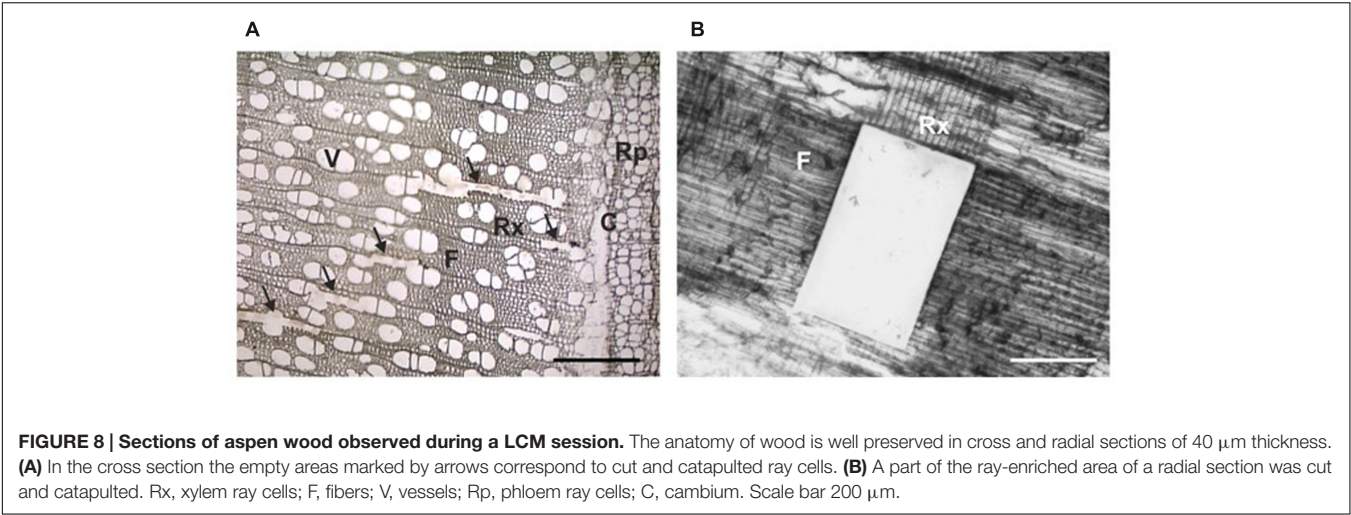 A
B
V
Rp
Rx
C
F
Rx
F
FIGURE 8 | Sections of aspen wood observed during a LCM session. The anatomy of wood is well preserved in cross and radial sections of 40 μm thickness.
(A) In the cross section the empty areas marked by arrows correspond to cut and catapulted ray cells. (B) A part of the ray-enriched area of a radial section was cut
and catapulted. Rx, xylem ray cells; F, fibers; V, vessels; Rp, phloem ray cells; C, cambium. Scale bar 200 μm.